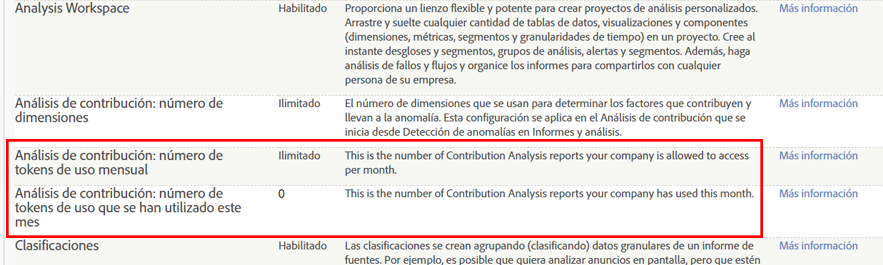 Analysis Workspace Habilitado Proporciona un lienzo flexible y potente para crear proyectos de análisis personalizados. Más información
Arrastre y suelte cualquier cantidad de tablas de datos, visualizaciones y componentes
(dimensiones, métricas, segmentos y granularidades de tiempo) en un proyecto. Cree al
instante desgloses y segmentos, grupos de análisis, alertas y segmentos. Además, haga
análisis de fallos y flujos y organice los informes para compartirlos con cualquier
persona de su empresa.
Análisis de contribución: número de Ilimitado El número de dimensiones que se usan para determinar los factores que contribuyen y Más información
dimensiones llevan a la anomalía. Esta configuración se aplica en el Análisis de contribución que se
inicia desde Detección de anomalías en Informes y análisis.
Análisis de contribución: número de Ilimitado This is the number of Contribution Analysis reports your company is allowed to access Más información
tokens de uso mensual per month.
Análisis de contribución: número de 0 This is the number of Contribution Analysis reports your company has used this month. Más información
tokens de uso que se han utilizado este
mes
Clasificaciones Habilitado Las clasificaciones se crean agrupando (clasificando) datos granulares de un informe de Más información
fuentes. Por ejemplo, es posible que quiera analizar anuncios en pantalla, pero que estén